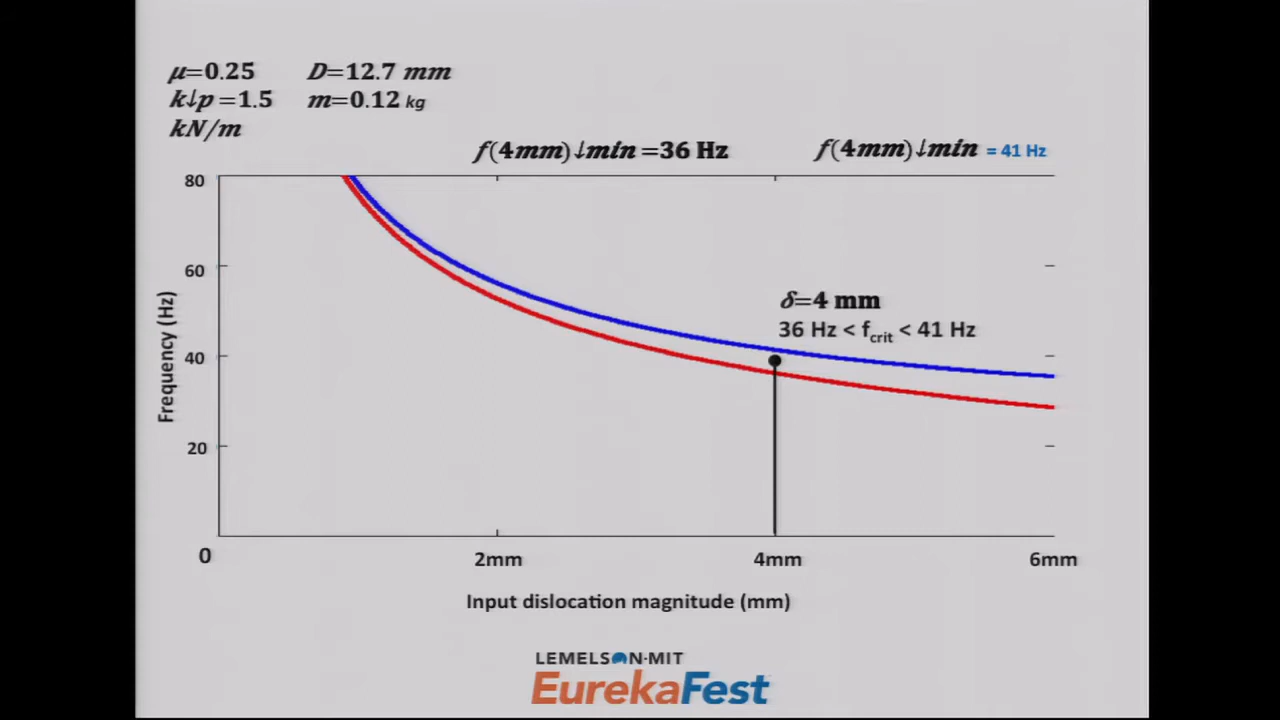 μ=0.25 D=12.7 mm
k↓p =1.5 m=0.12 kg
kN/m
f(4mm)↓min =36 Hz f(4mm)↓min = 41 Hz
80
60
40
20
0
Frequency (Hz)
δ=4 mm
36 Hz < fcrit < 41 Hz
2mm 4mm 6mm
Input dislocation magnitude (mm)
LEMELSON-MIT
EurekaFest